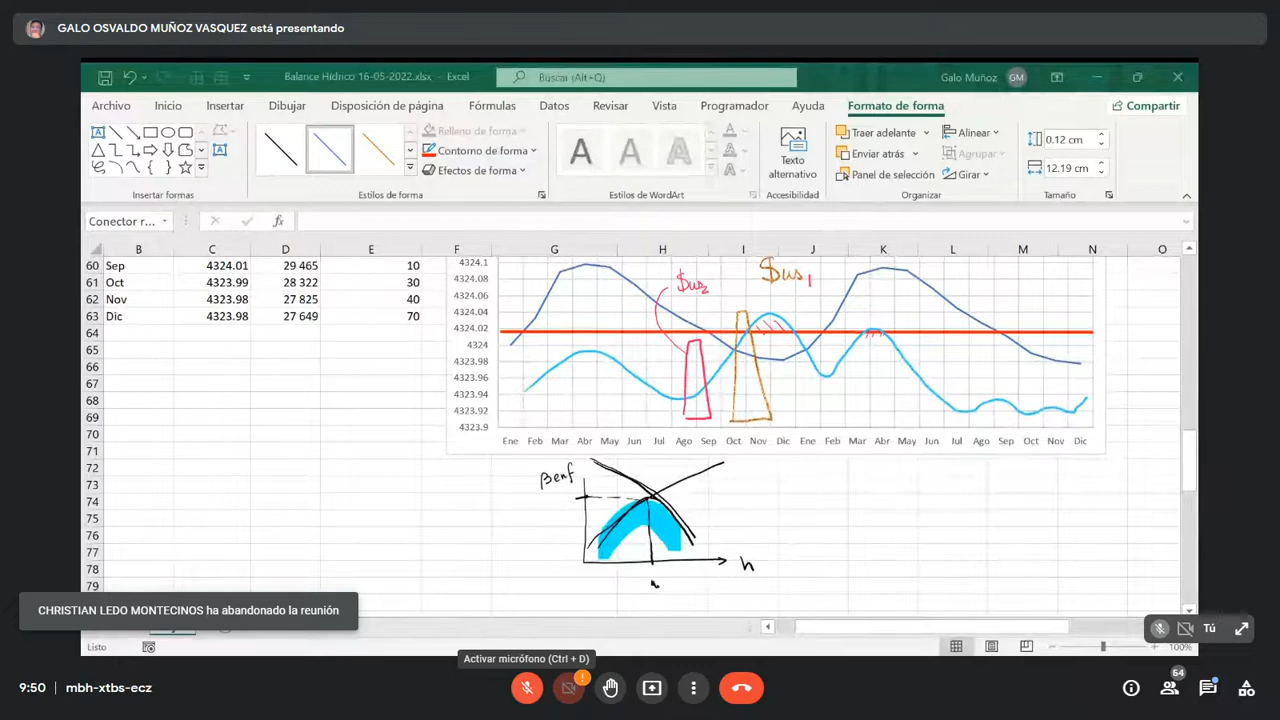 GALO OSVALDO MUÑOZ VASQUEZ está presentando
Balance Hídrico 16-05-2022.xlsx - Excel
Buscar (Alt+Q)
Galo Muñoz GM
Archivo Inicio Insertar Dibujar Disposición de página Fórmulas Datos Revisar Vista Programador Ayuda Formato de forma Compartir
Relleno de forma
Contorno de forma
Efectos de forma
A A A
Texto alternativo
Traer adelante
Enviar atrás
Panel de selección
Alinear
Agrupar
Girar
0.12 cm
12.19 cm
Insertar formas Estilos de forma Estilos de WordArt Accesibilidad Organizar Tamaño
Conector r... fx
B C D E F G H I J K L M N O
60 Sep 4324.01 29 465 10
61 Oct 4323.99 28 322 30
62 Nov 4323.98 27 825 40
63 Dic 4323.98 27 649 70
64
65
66
67
68
69
70
71
72
73
74
75
76
77
78
79
4324.1
4324.08
4324.06
4324.04
4324.02
4324
4323.98
4323.96
4323.94
4323.92
4323.9
Ene Feb Mar Abr May Jun Jul Ago Sep Oct Nov Dic Ene Feb Mar Abr May Jun Jul Ago Sep Oct Nov Dic
$us2
$us1
Benf
h
CHRISTIAN LEDO MONTECINOS ha abandonado la reunión
Tú
Listo
100%
Activar micrófono (Ctrl + D)
9:50 mbh-xtbs-ecz
64